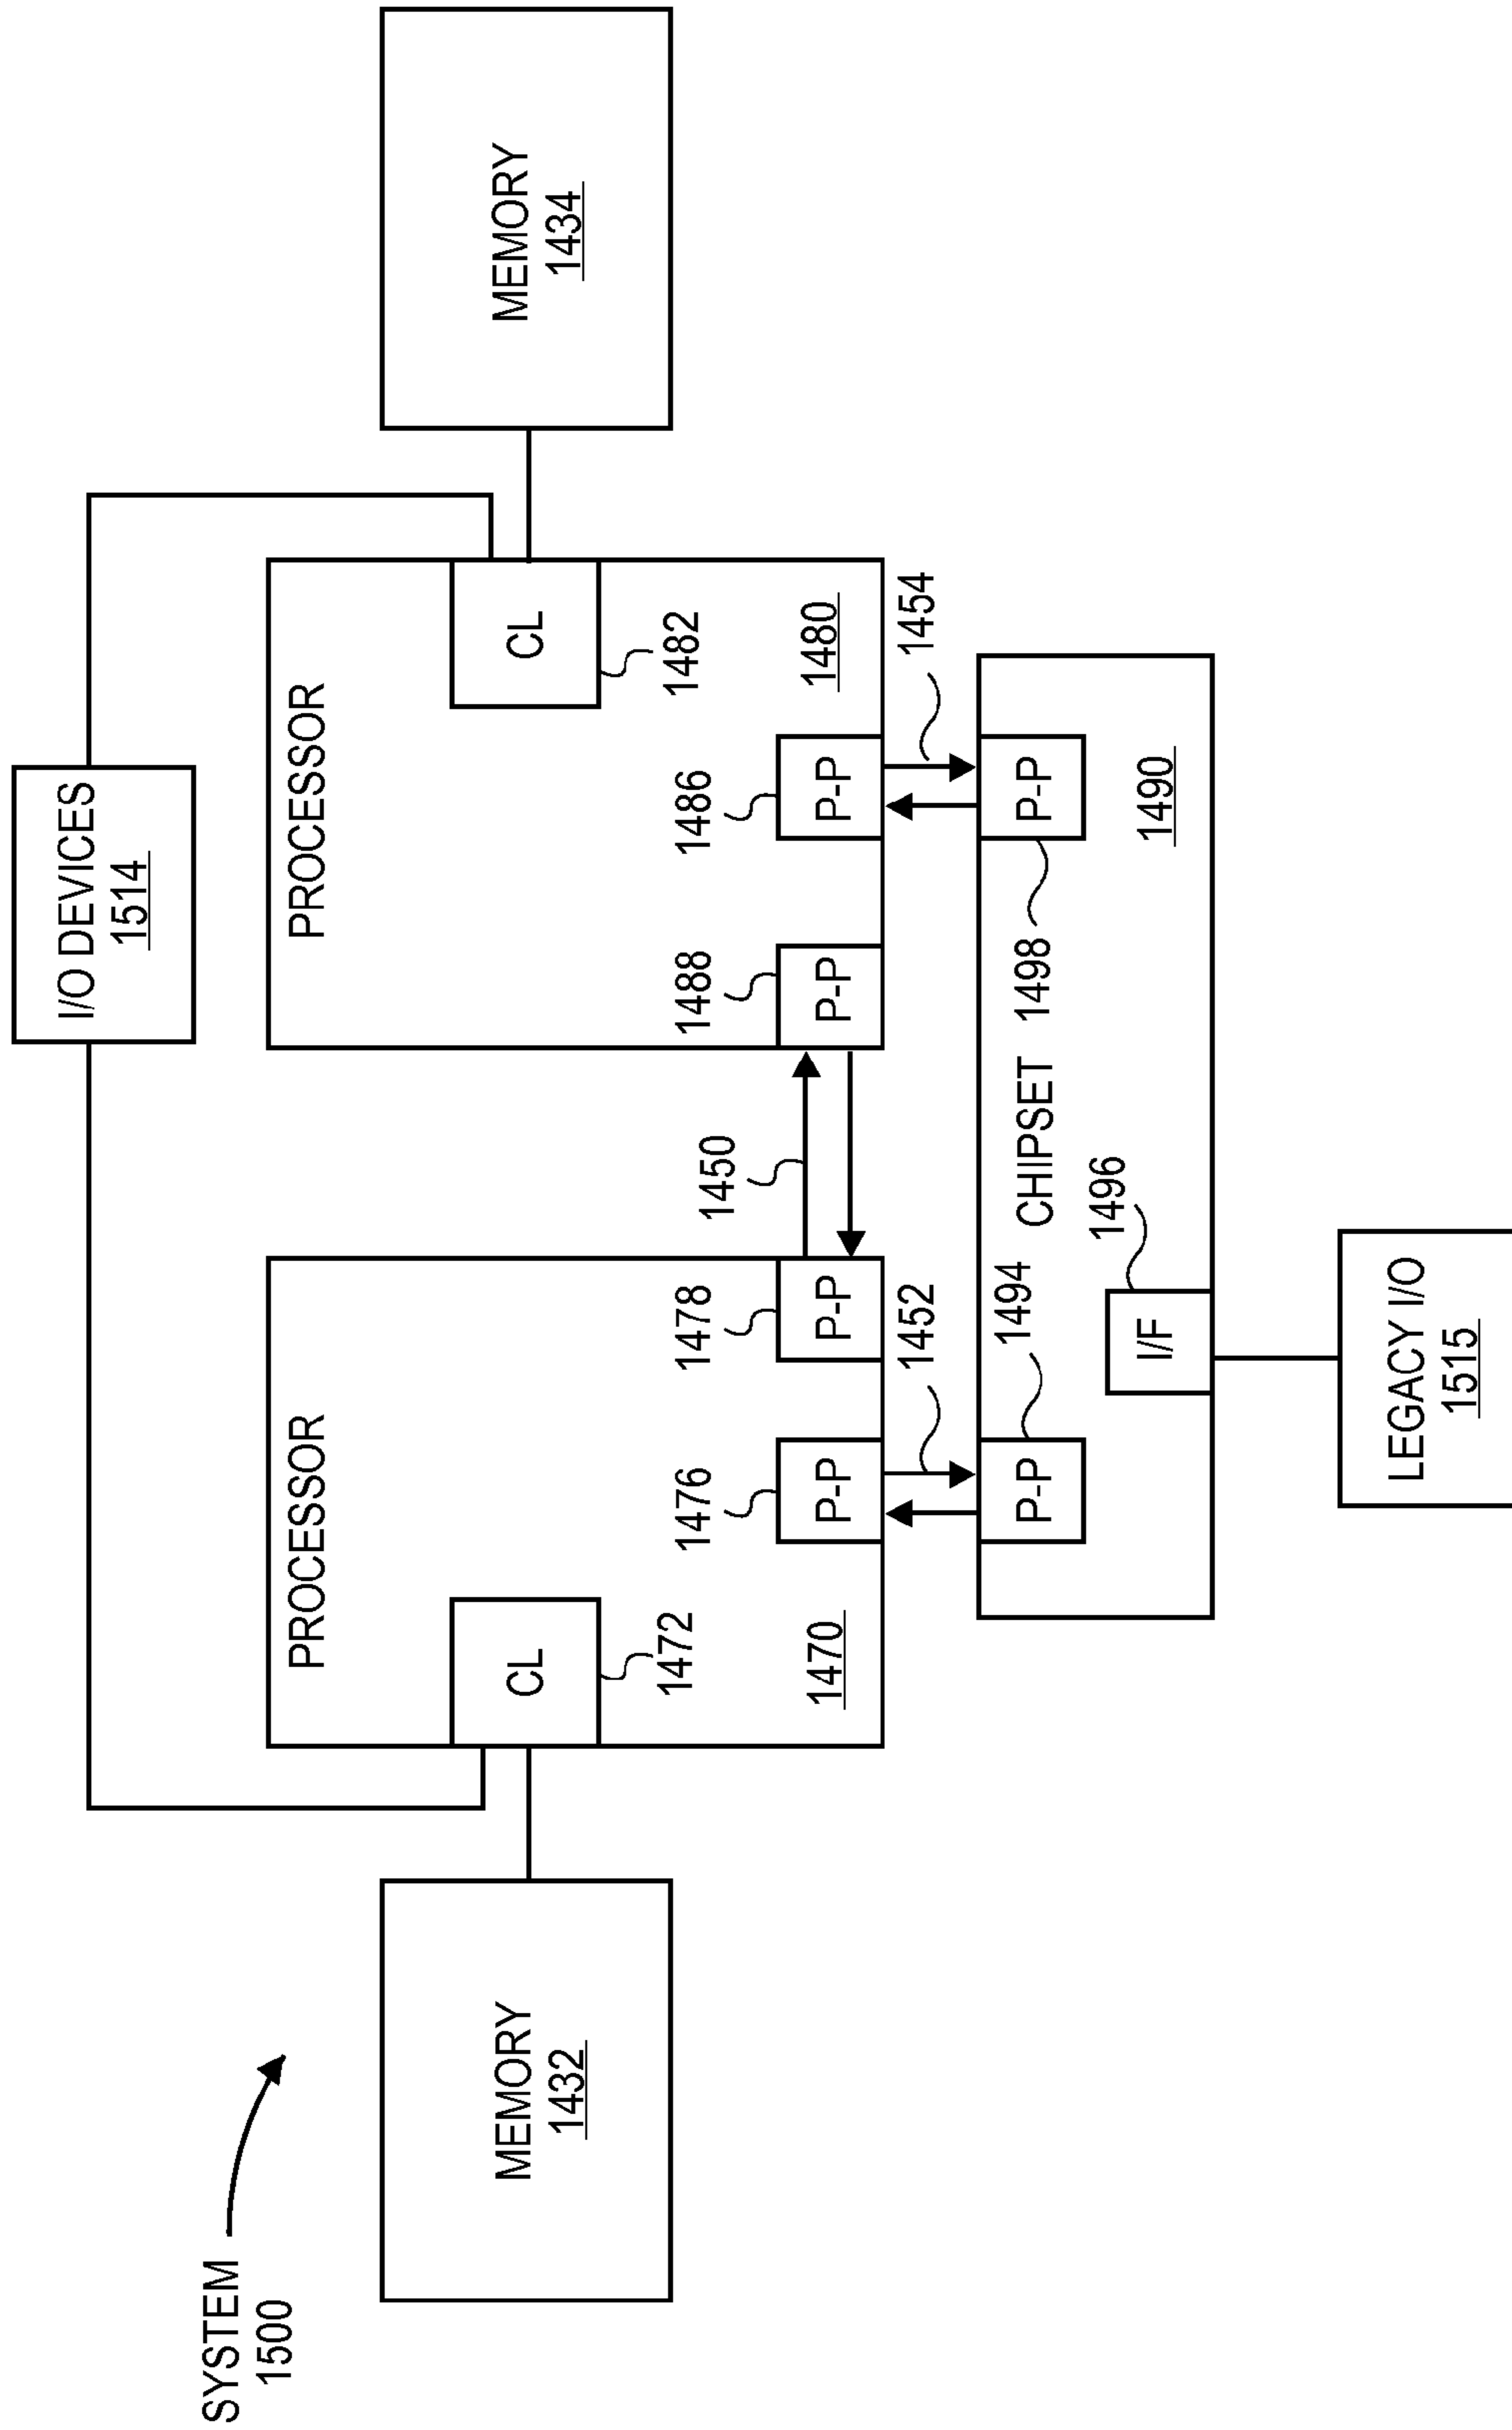 SYSTEM
1500
I/O DEVICES
1514
PROCESSOR
PROCESSOR
MEMORY
1432
CL
1472
CL
1482
MEMORY
1434
1476
1478
1450
1488
1486
P-P
P-P
P-P
P-P
1470
1480
1452
1454
1494
CHIPSET
1498
P-P
P-P
1496
1490
I/F
LEGACY I/O
1515